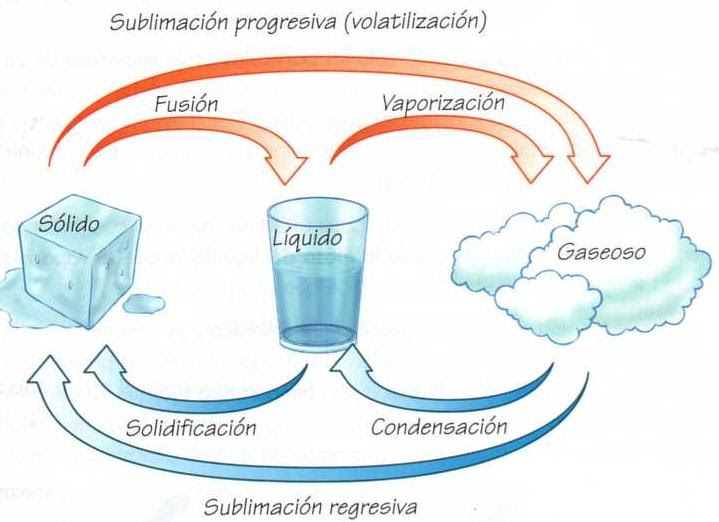 Sublimación progresiva (volatilización)
Fusión
Vaporización
Sólido
Líquido
Gaseoso
Solidificación
Condensación
Sublimación regresiva